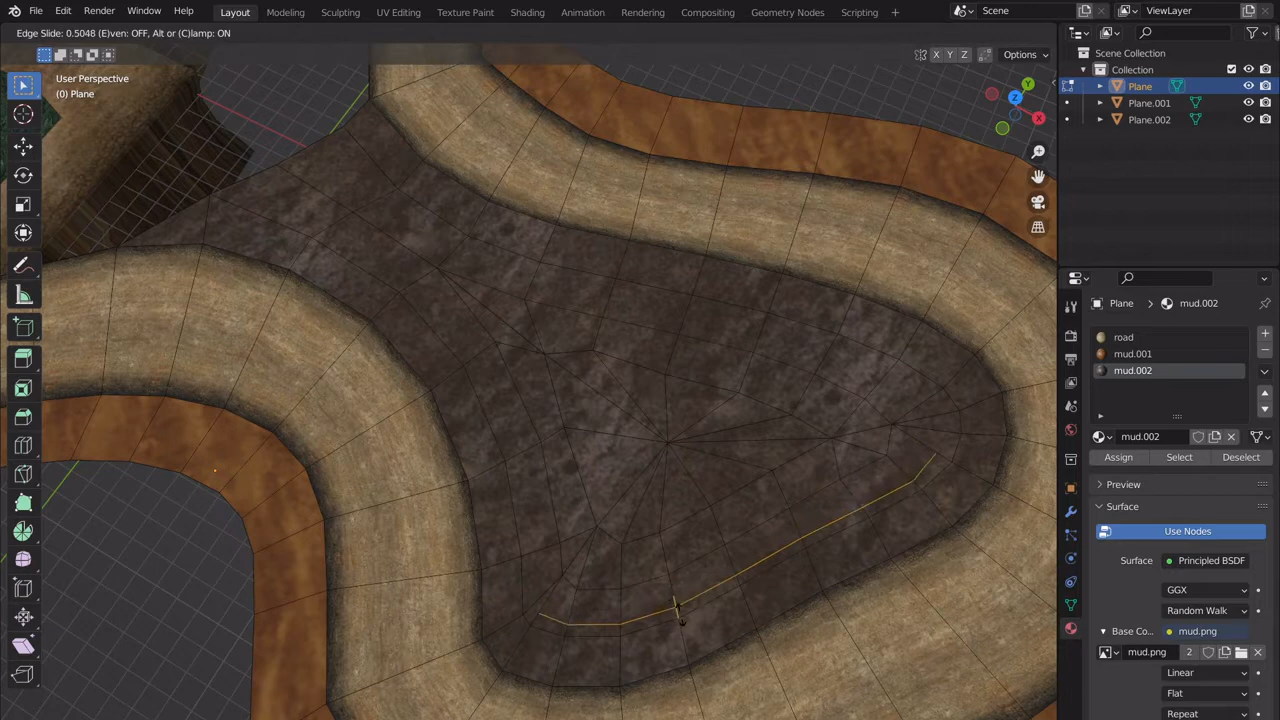 File Edit Render Window Help Layout Modeling Sculpting UV Editing Texture Paint Shading Animation Rendering Compositing Geometry Nodes Scripting + Scene ViewLayer
Edge Slide: 0.5048 (E)ven: OFF, Alt or (C)lamp: ON
X Y Z Options
Scene Collection
Collection
User Perspective
(0) Plane
Plane
Plane.001
Plane.002
Y
Z
X
Plane > mud.002
road
mud.001
mud.002
mud.002
Assign Select Deselect
Preview
Surface
Use Nodes
Surface Principled BSDF
GGX
Random Walk
Base Co... mud.png
mud.png 2
Linear
Flat
Repeat